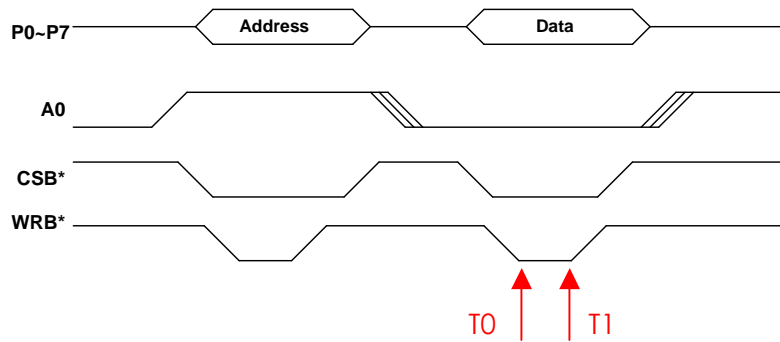 P0~P7 Address Data
A0
CSB*
WRB*
T0 T1